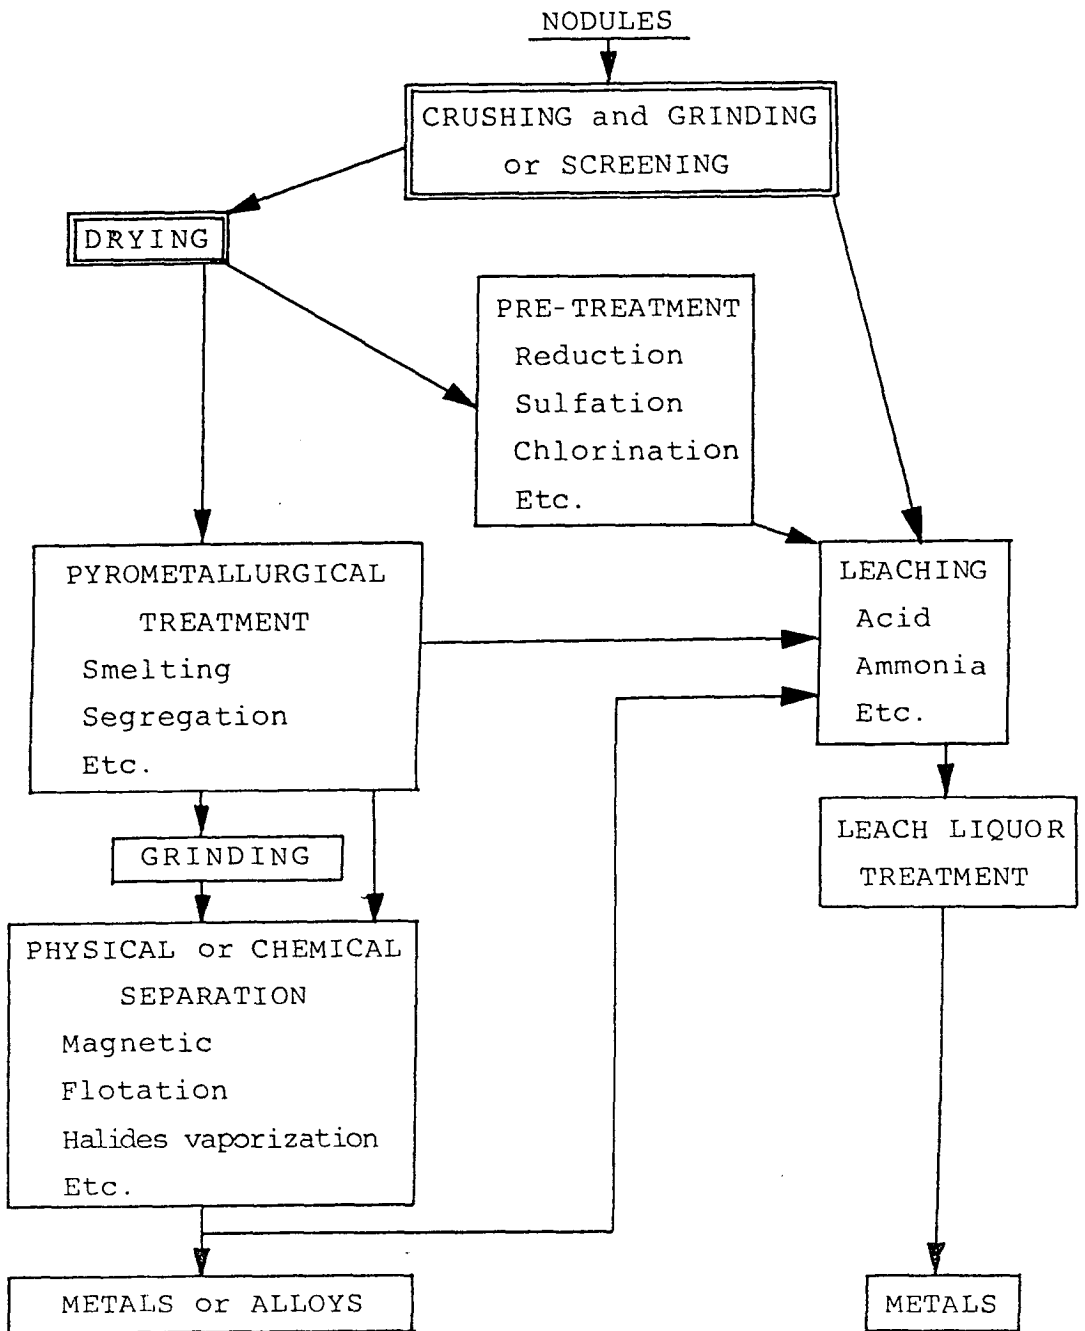 NODULES
CRUSHING and GRINDING
or SCREENING
DRYING
PRE-TREATMENT
Reduction
Sulfation
Chlorination
Etc.
PYROMETALLURGICAL
TREATMENT
Smelting
Segregation
Etc.
LEACHING
Acid
Ammonia
Etc.
GRINDING
LEACH LIQUOR
TREATMENT
PHYSICAL or CHEMICAL
SEPARATION
Magnetic
Flotation
Halides vaporization
Etc.
METALS or ALLOYS
METALS